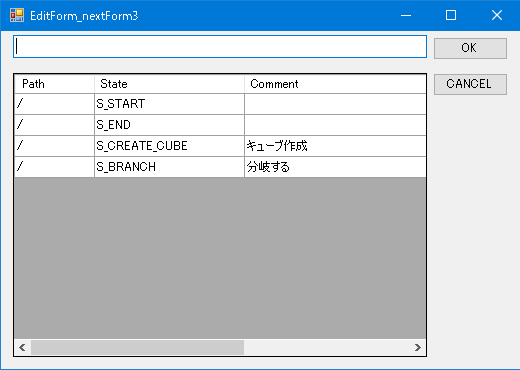 EditForm_nextForm3
OK
CANCEL
Path State Comment
/ S_START
/ S_END
/ S_CREATE_CUBE キューブ作成
/ S_BRANCH 分岐する